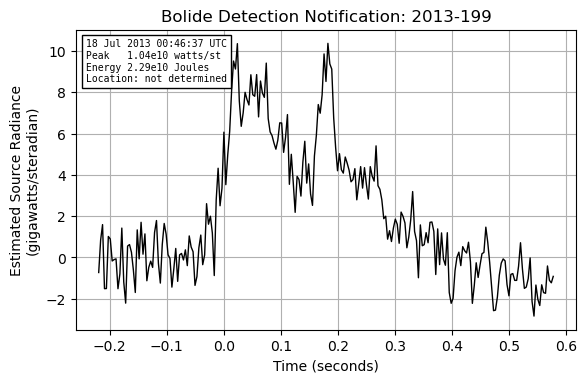 Bolide Detection Notification: 2013-199
18 Jul 2013 00:46:37 UTC
Peak   1.04e10 watts/st
Energy 2.29e10 Joules
Location: not determined
Estimated Source Radiance
(gigawatts/steradian)
10
8
6
4
2
0
−2
−0.2 −0.1 0.0 0.1 0.2 0.3 0.4 0.5 0.6
Time (seconds)